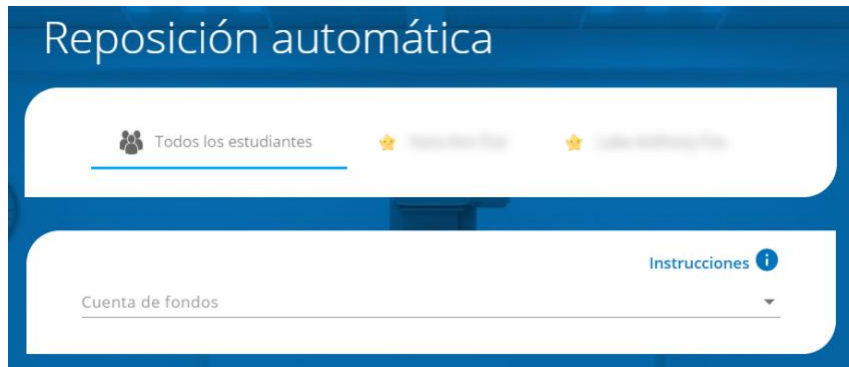 Reposición automática
Todos los estudiantes
Instrucciones
Cuenta de fondos